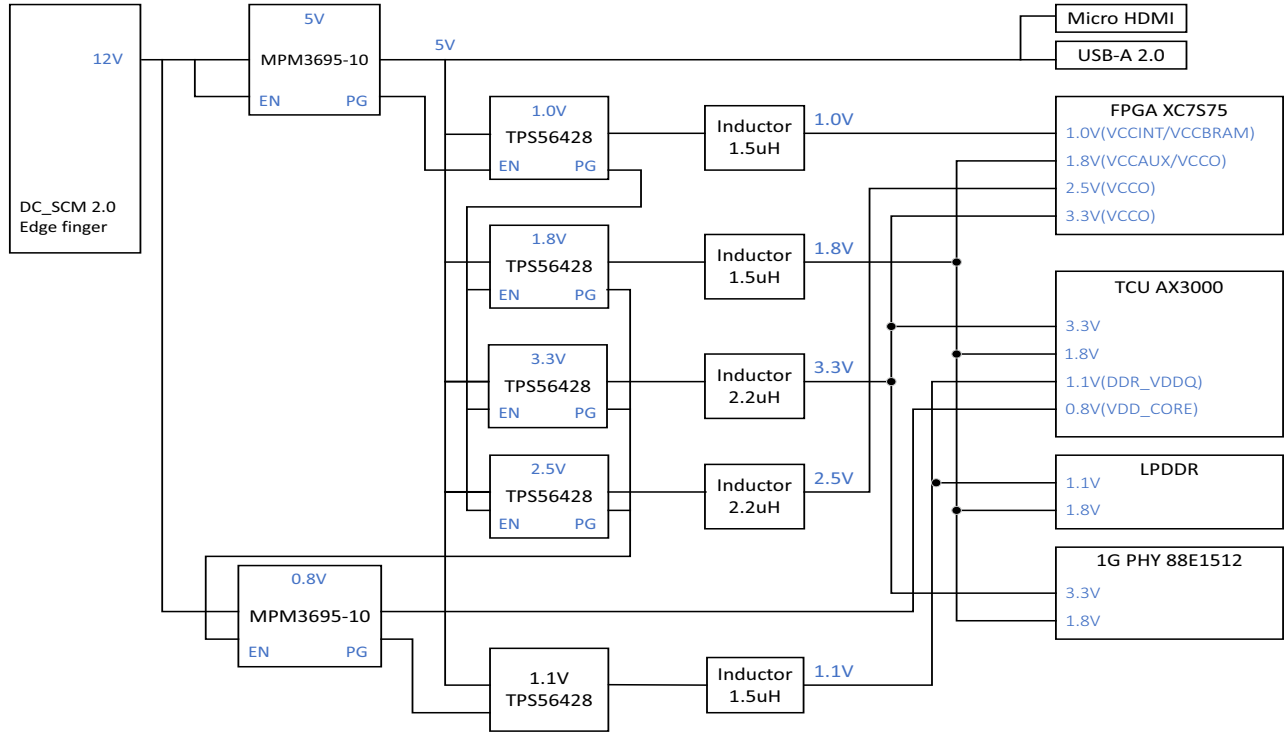 DC_SCM 2.0
Edge finger
12V
5V
MPM3695-10
EN PG
5V
Micro HDMI
USB-A 2.0
1.0V
TPS56428
EN PG
Inductor
1.5uH
1.0V
1.8V
TPS56428
EN PG
Inductor
1.5uH
1.8V
3.3V
TPS56428
EN PG
Inductor
2.2uH
3.3V
2.5V
TPS56428
EN PG
Inductor
2.2uH
2.5V
0.8V
MPM3695-10
EN PG
1.1V
TPS56428
Inductor
1.5uH
1.1V
FPGA XC7S75
1.0V(VCCINT/VCCBRAM)
1.8V(VCCAUX/VCCO)
2.5V(VCCO)
3.3V(VCCO)
TCU AX3000
3.3V
1.8V
1.1V(DDR_VDDQ)
0.8V(VDD_CORE)
LPDDR
1.1V
1.8V
1G PHY 88E1512
3.3V
1.8V